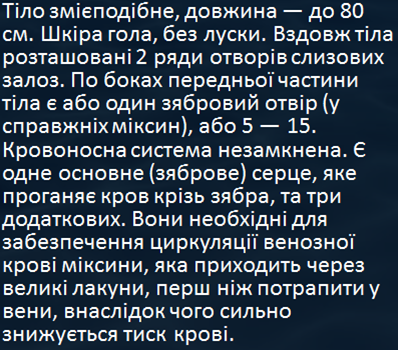 Тіло змієподібне, довжина — до 80
см. Шкіра гола, без луски. Вздовж тіла
розташовані 2 ряди отворів слизових
залоз. По боках передньої частини
тіла є або один зябровий отвір (у
справжніх міксин), або 5 — 15.
Кровоносна система незамкнена. Є
одне основне (зяброве) серце, яке
проганяє кров крізь зябра, та три
додаткових. Вони необхідні для
забезпечення циркуляції венозної
крові міксини, яка приходить через
великі лакуни, перш ніж потрапити у
вени, внаслідок чого сильно
знижується тиск крові.